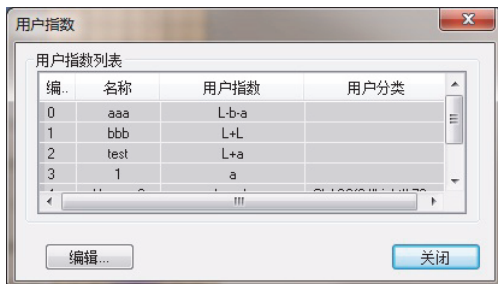 用户指数
用户指数列表
编.. 名称 用户指数 用户分类
0 aaa L-b-a
1 bbb L+L
2 test L+a
3 1 a
编辑... 关闭